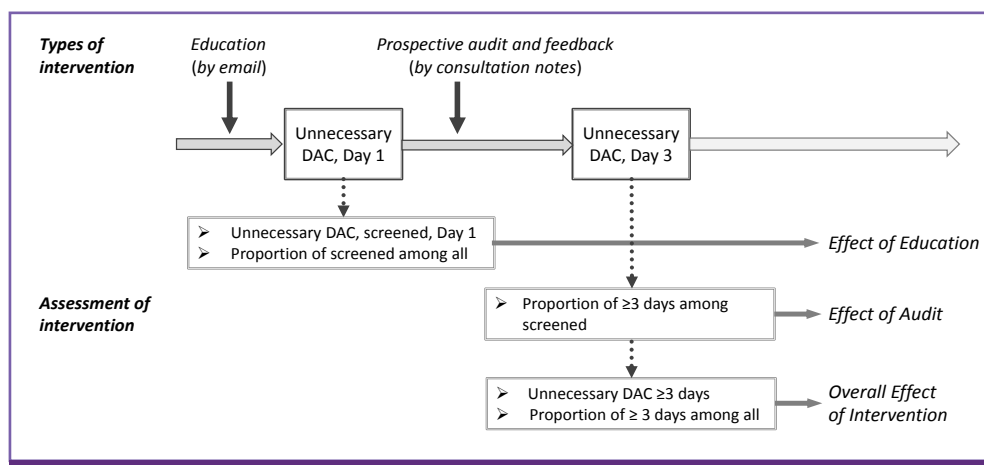 Types of
intervention
Education
(by email)
Prospective audit and feedback
(by consultation notes)
Unnecessary
DAC, Day 1
Unnecessary
DAC, Day 3
➢ Unnecessary DAC, screened, Day 1
➢ Proportion of screened among all
Effect of Education
Assessment of
intervention
➢ Proportion of ≥3 days among
screened
Effect of Audit
➢ Unnecessary DAC ≥3 days
➢ Proportion of ≥ 3 days among all
Overall Effect
of Intervention